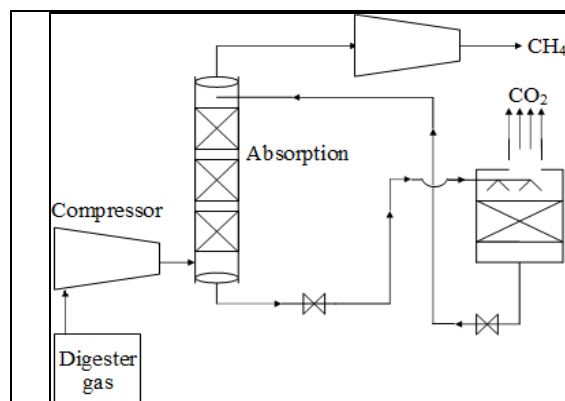 CH₄
CO₂
Absorption
Compressor
Digester
gas